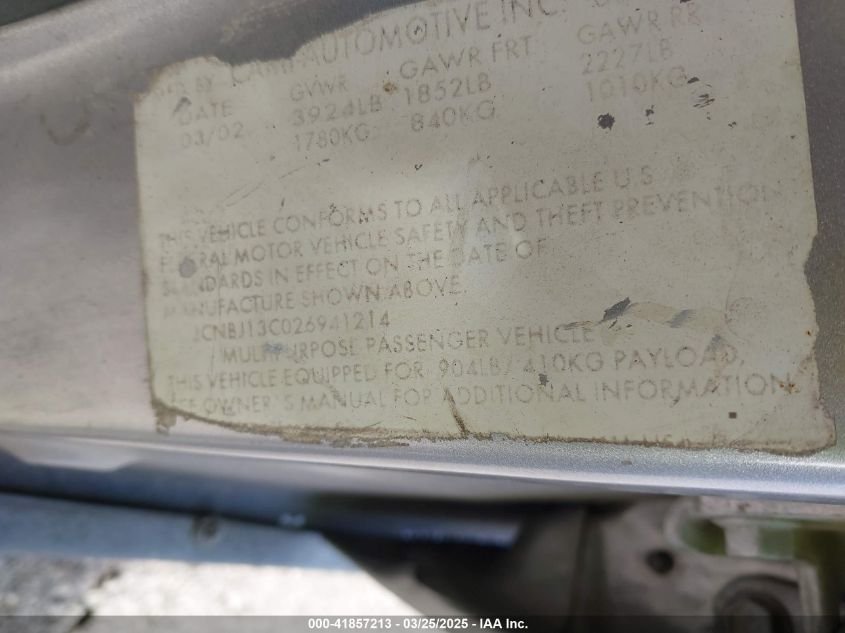 AUTOMOTIVE INC.
BY
DATE GVWR GAWR FRT GAWR RR
03/02 3924LB 1852LB 2227LB
1780KG 840KG 1010KG
THIS VEHICLE CONFORMS TO ALL APPLICABLE U.S
MOTOR VEHICLE SAFETY AND THEFT PREVENTION
IN EFFECT ON THE DATE OF
MANUFACTURE SHOWN ABOVE.
JCNBJ13C026941214
MULTIPURPOSE PASSENGER VEHICLE
THIS VEHICLE EQUIPPED FOR 904LB/ 410KG PAYLOAD,
OWNER'S MANUAL FOR ADDITIONAL INFORMATION
000-41857213 - 03/25/2025 - IAA Inc.